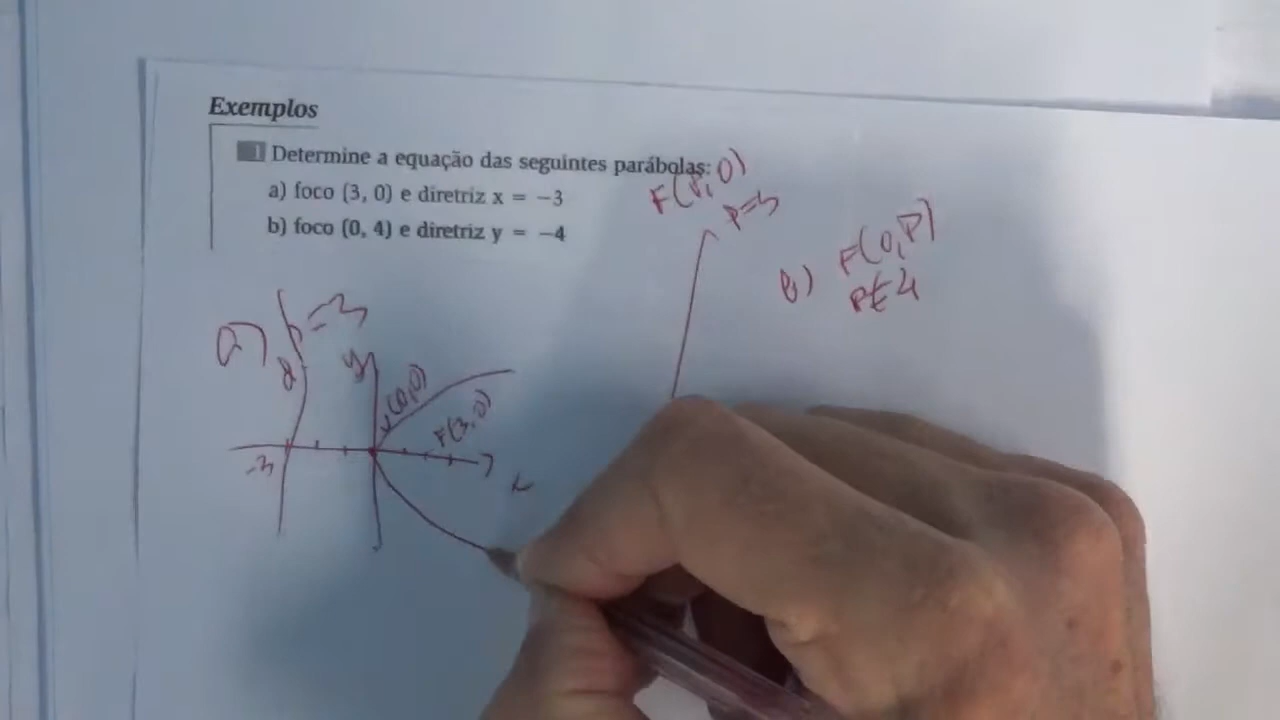 Exemplos
1 Determine a equação das seguintes parábolas:
a) foco (3, 0) e diretriz x = −3
b) foco (0, 4) e diretriz y = −4
F(P, 0)
P=3
b) F(0, P)
P=4
a)
= -3
y
V(0,0)
F(3,0)
-3
x